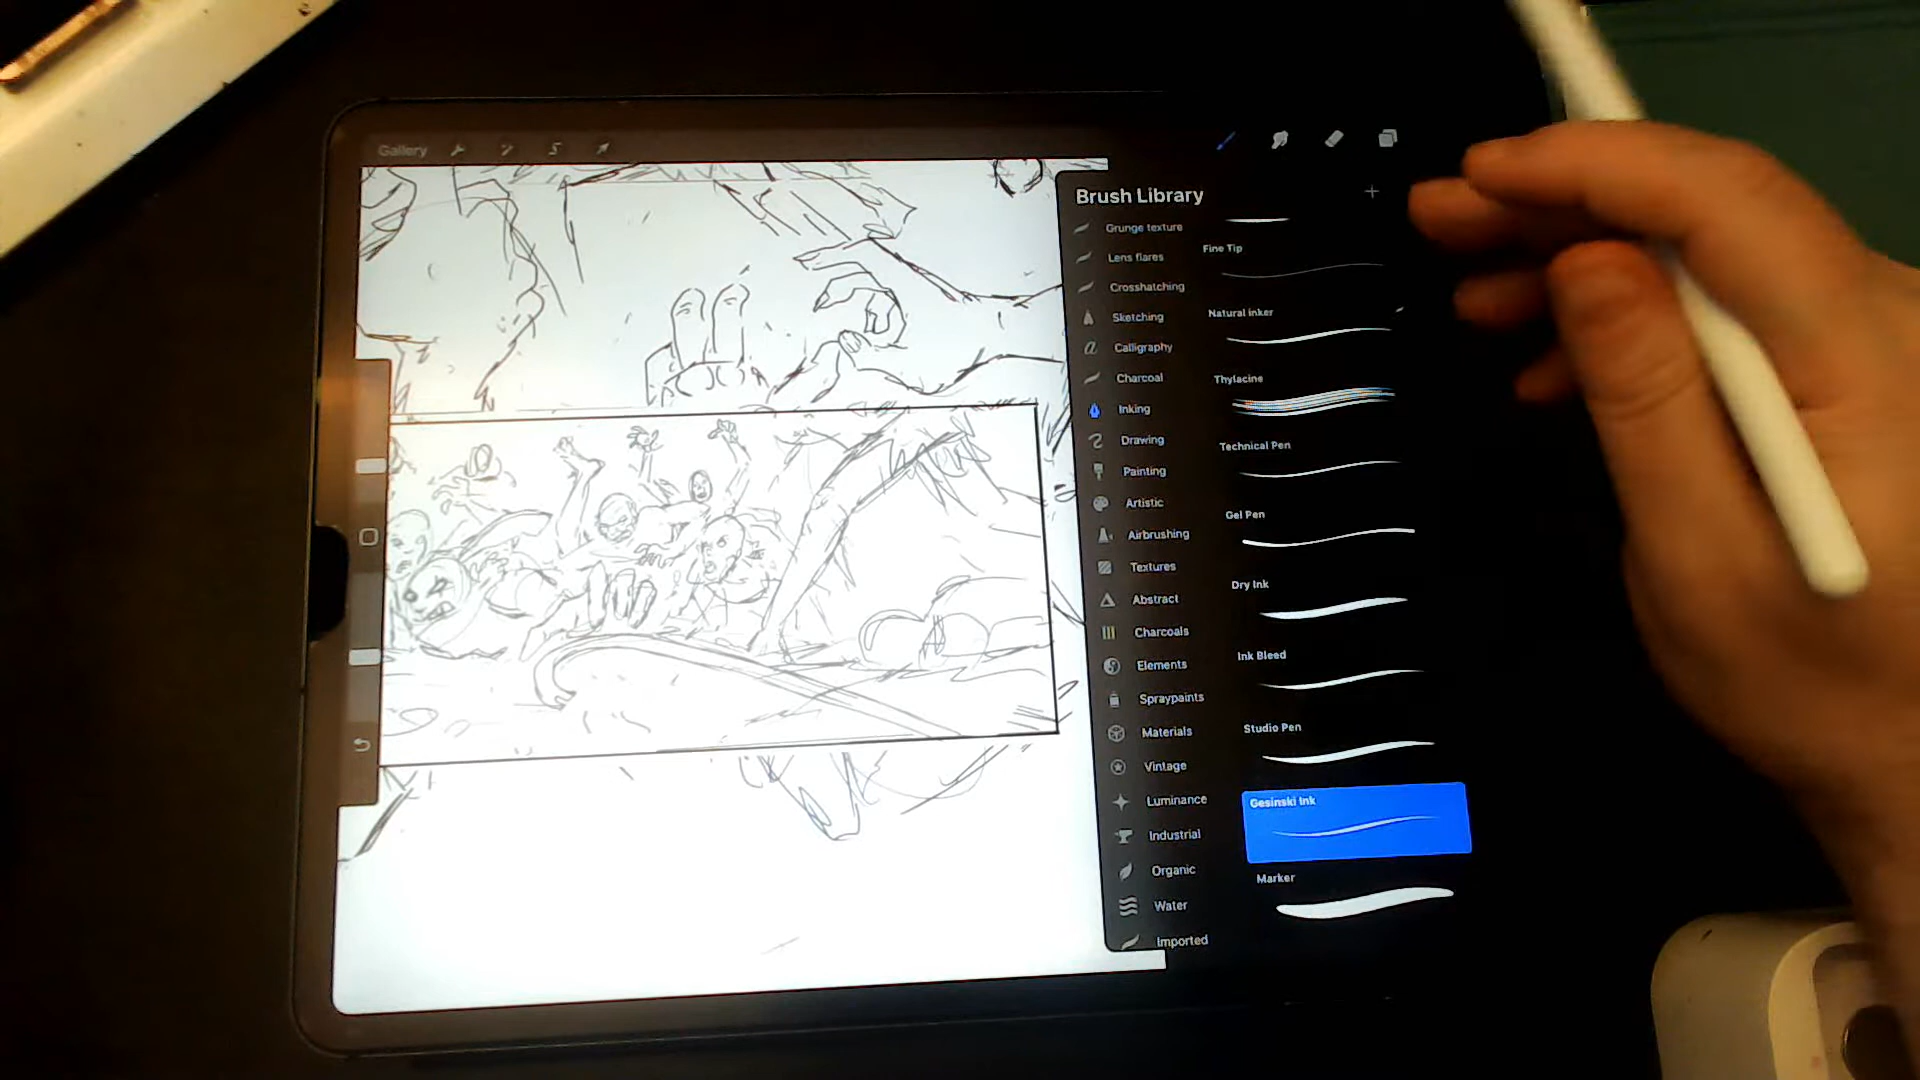 Gallery
Brush Library
Grunge texture
Lens flares
Crosshatching
Sketching
Calligraphy
Charcoal
Inking
Drawing
Painting
Artistic
Airbrushing
Textures
Abstract
Charcoals
Elements
Spraypaints
Materials
Vintage
Luminance
Industrial
Organic
Water
Imported
Fine Tip
Natural inker
Thylacine
Technical Pen
Gel Pen
Dry Ink
Ink Bleed
Studio Pen
Gesinski Ink
Marker